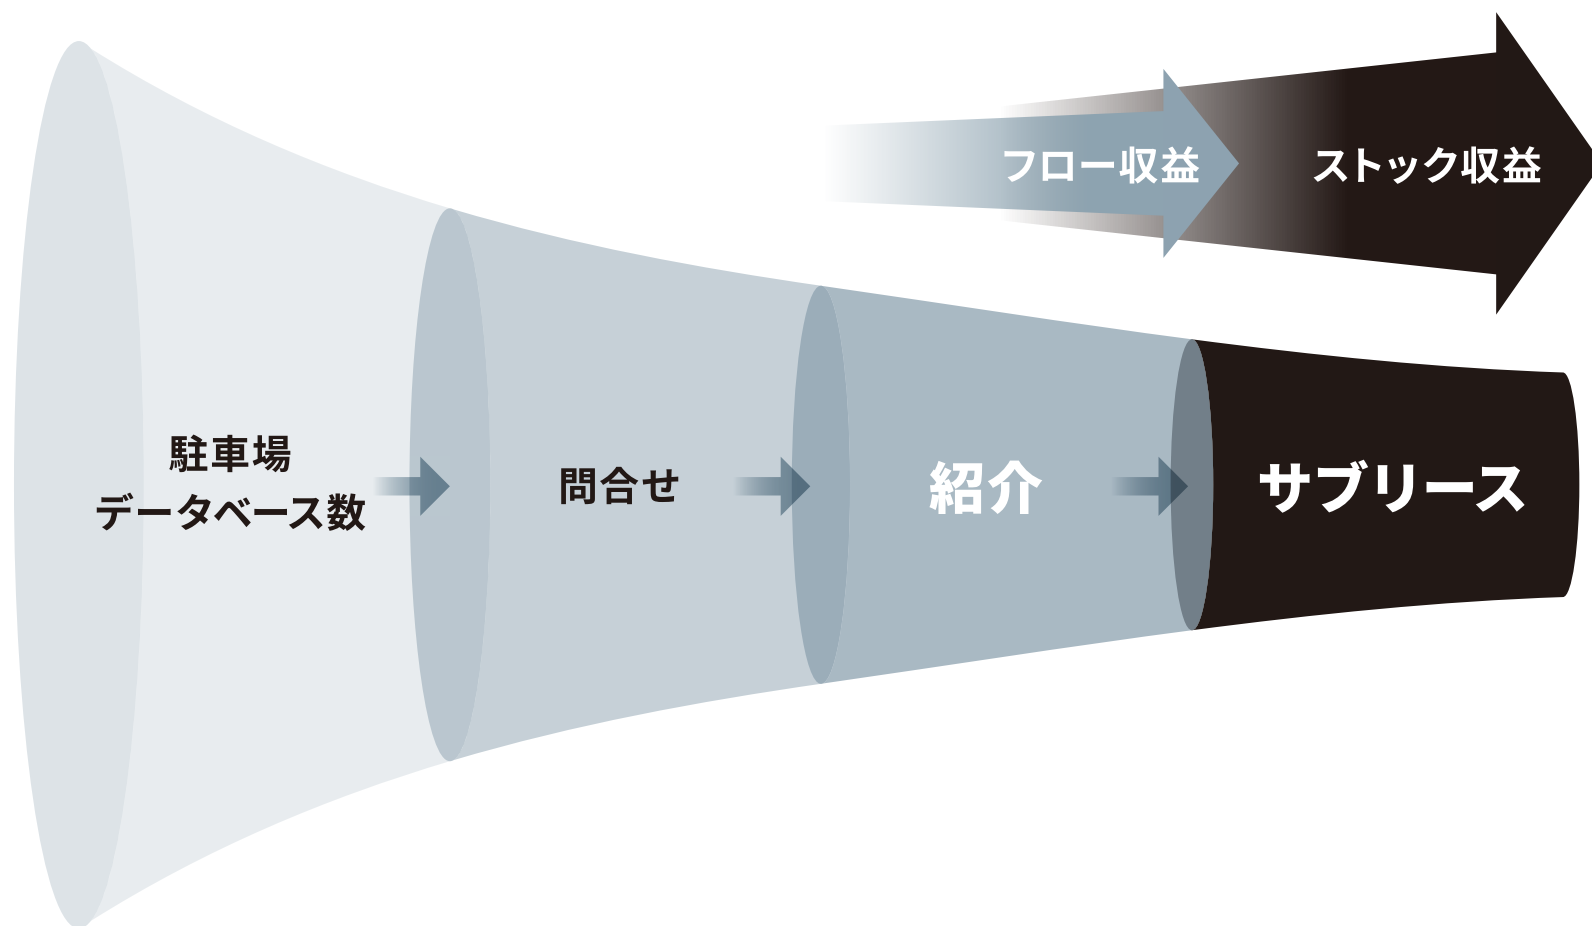 フロー収益
ストック収益
駐車場
データベース数
問合せ
紹介
サブリース